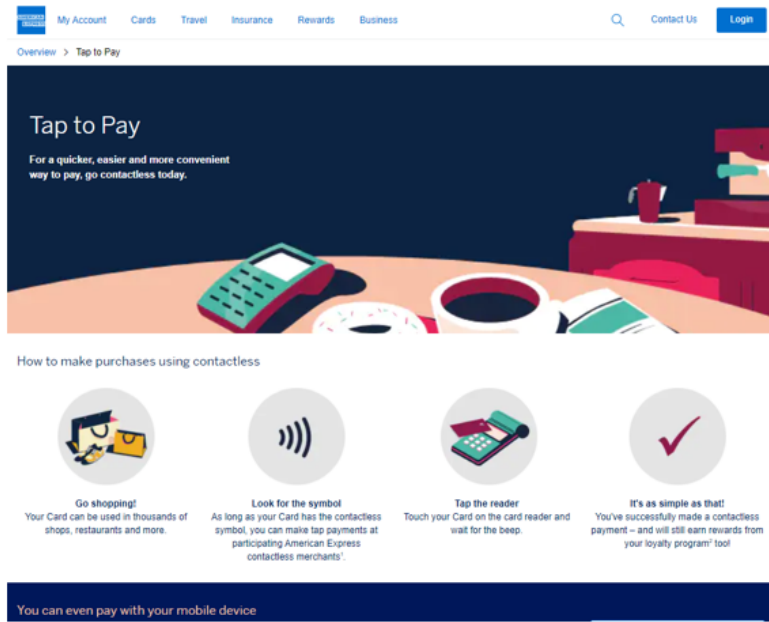 AMERICAN
EXPRESS
My Account Cards Travel Insurance Rewards Business Contact Us Login
Overview > Tap to Pay
Tap to Pay
For a quicker, easier and more convenient
way to pay, go contactless today.
How to make purchases using contactless
Go shopping!
Your Card can be used in thousands of
shops, restaurants and more.
Look for the symbol
As long as your Card has the contactless
symbol, you can make tap payments at
participating American Express
contactless merchants¹.
Tap the reader
Touch your Card on the card reader and
wait for the beep.
It's as simple as that!
You've successfully made a contactless
payment – and will still earn rewards from
your loyalty program² too!
You can even pay with your mobile device